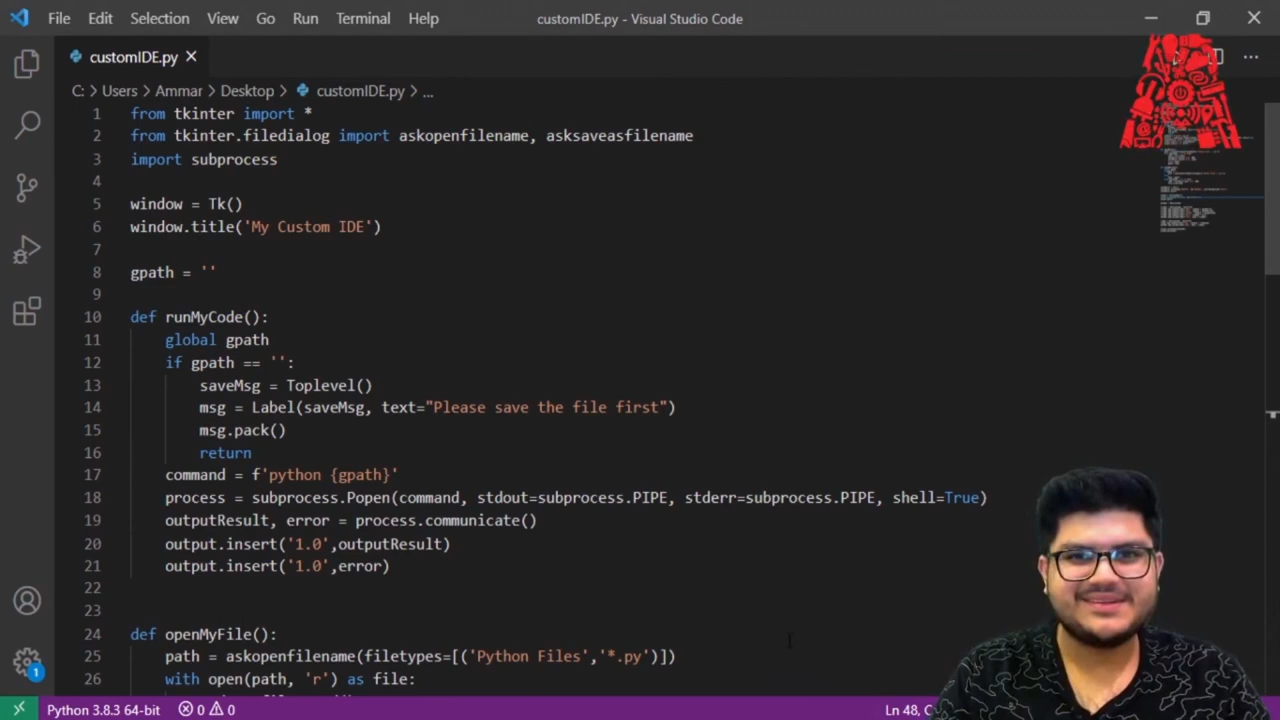 File Edit Selection View Go Run Terminal Help customIDE.py - Visual Studio Code
customIDE.py
C: > Users > Ammar > Desktop > customIDE.py > ...
1 from tkinter import *
2 from tkinter.filedialog import askopenfilename, asksaveasfilename
3 import subprocess
4
5 window = Tk()
6 window.title('My Custom IDE')
7
8 gpath = ''
9
10 def runMyCode():
11 global gpath
12 if gpath == '':
13 saveMsg = Toplevel()
14 msg = Label(saveMsg, text="Please save the file first")
15 msg.pack()
16 return
17 command = f'python {gpath}'
18 process = subprocess.Popen(command, stdout=subprocess.PIPE, stderr=subprocess.PIPE, shell=True)
19 outputResult, error = process.communicate()
20 output.insert('1.0',outputResult)
21 output.insert('1.0',error)
22
23
24 def openMyFile():
25 path = askopenfilename(filetypes=[('Python Files','*.py')])
26 with open(path, 'r') as file:
1
Python 3.8.3 64-bit 0 0 Ln 48, C